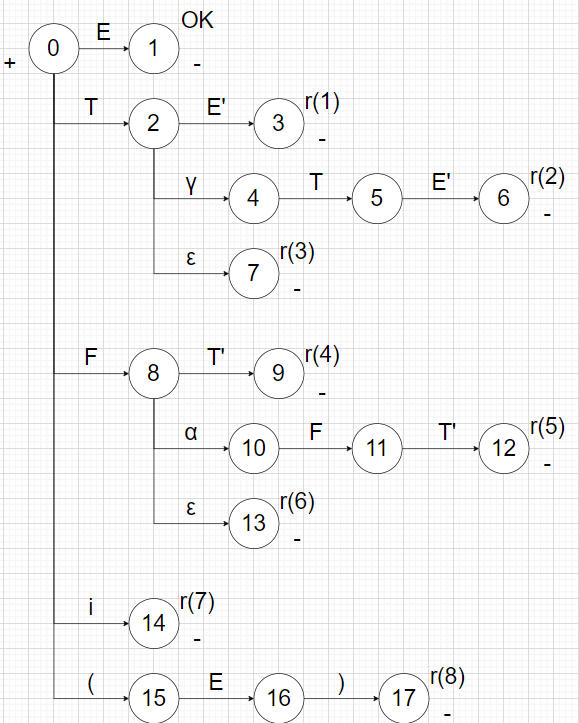 E OK
+ 0 1 -
T E' r(1)
2 3 -
γ T E' r(2)
4 5 6 -
ε r(3)
7 -
F T' r(4)
8 9 -
α F T' r(5)
10 11 12 -
ε r(6)
13 -
i r(7)
14 -
( E ) r(8)
15 16 17 -